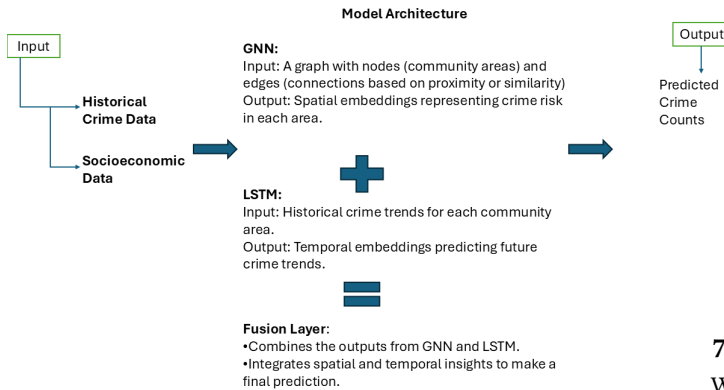 Model Architecture
Input
Historical
Crime Data
Socioeconomic
Data
GNN:
Input: A graph with nodes (community areas) and
edges (connections based on proximity or similarity)
Output: Spatial embeddings representing crime risk
in each area.
LSTM:
Input: Historical crime trends for each community
area.
Output: Temporal embeddings predicting future
crime trends.
Fusion Layer:
•Combines the outputs from GNN and LSTM.
•Integrates spatial and temporal insights to make a
final prediction.
Output
Predicted
Crime
Counts
7